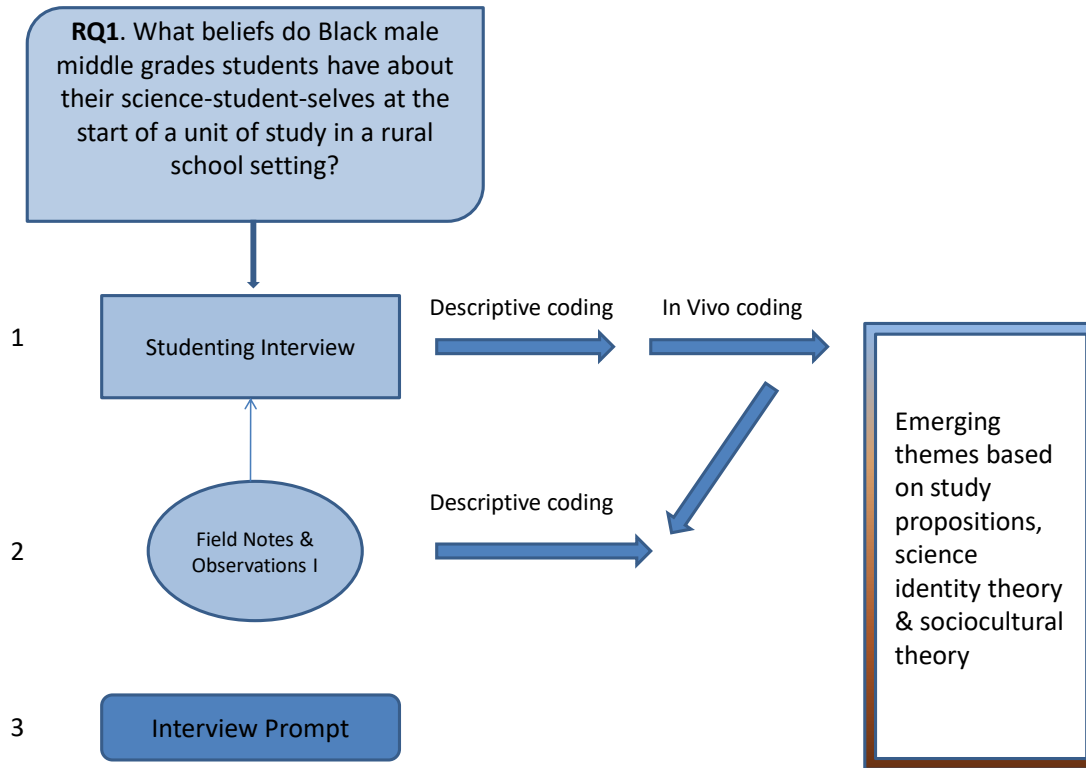 RQ1. What beliefs do Black male
middle grades students have about
their science-student-selves at the
start of a unit of study in a rural
school setting?
Descriptive coding
In Vivo coding
1
Studenting Interview
Emerging
themes based
on study
propositions,
science
identity theory
& sociocultural
theory
Descriptive coding
2
Field Notes &
Observations I
3
Interview Prompt